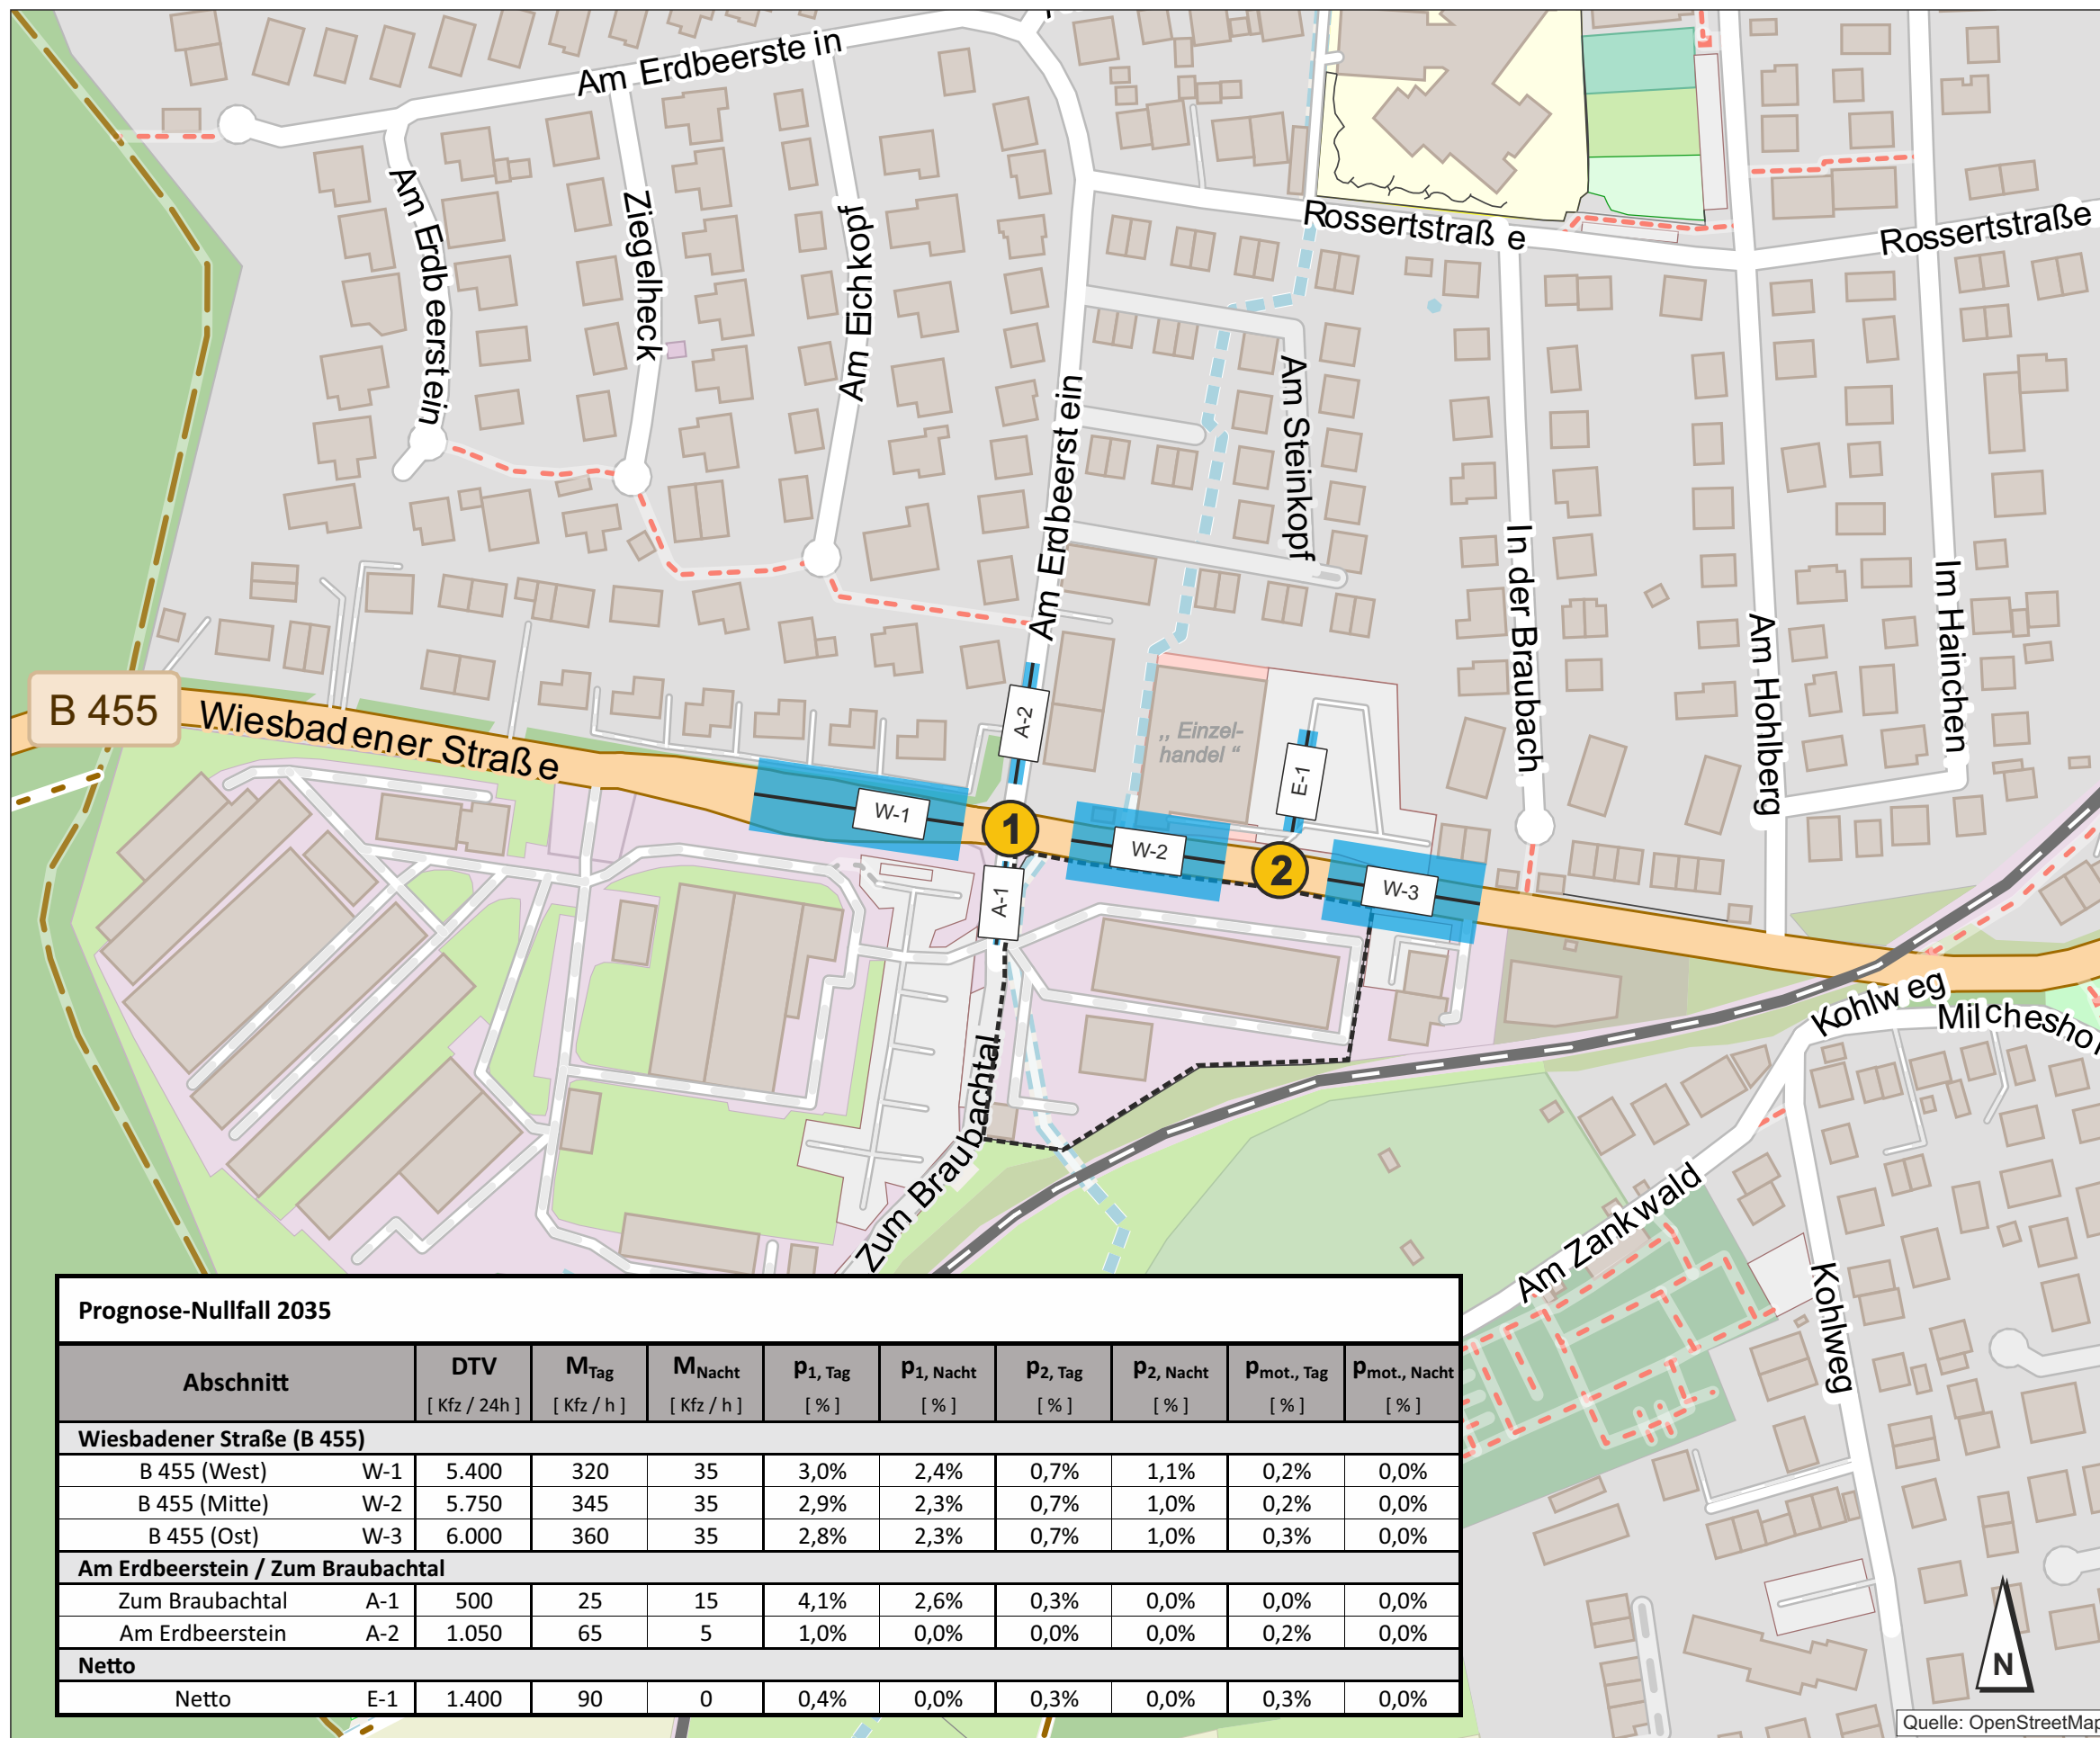 Am Erdbeerstein
Rossertstraße
Rossertstraße
Am Erdbeerstein
Ziegelheck
Am Eichkopf
Am Erdbeerstein
Am Steinkopf
In der Braubach
Am Hohlberg
Im Hainchen
B 455
Wiesbadener Straße
A-2
„ Einzel-
handel “
E-1
W-1
1
W-2
2
W-3
A-1
Kohlweg
Zum Braubachtal
Am Zankwald
Kohlweg
Prognose-Nullfall 2035
Abschnitt DTV M Tag M Nacht p 1, Tag p 1, Nacht p 2, Tag p 2, Nacht p mot., Tag p mot., Nacht
[ Kfz / 24h ] [ Kfz / h ] [ Kfz / h ] [ % ] [ % ] [ % ] [ % ] [ % ] [ % ]
Wiesbadener Straße (B 455)
B 455 (West) W-1 5.400 320 35 3,0% 2,4% 0,7% 1,1% 0,2% 0,0%
B 455 (Mitte) W-2 5.750 345 35 2,9% 2,3% 0,7% 1,0% 0,2% 0,0%
B 455 (Ost) W-3 6.000 360 35 2,8% 2,3% 0,7% 1,0% 0,3% 0,0%
Am Erdbeerstein / Zum Braubachtal
Zum Braubachtal A-1 500 25 15 4,1% 2,6% 0,3% 0,0% 0,0% 0,0%
Am Erdbeerstein A-2 1.050 65 5 1,0% 0,0% 0,0% 0,0% 0,2% 0,0%
Netto
Netto E-1 1.400 90 0 0,4% 0,0% 0,3% 0,0% 0,3% 0,0%
N
Quelle: OpenStreetMap